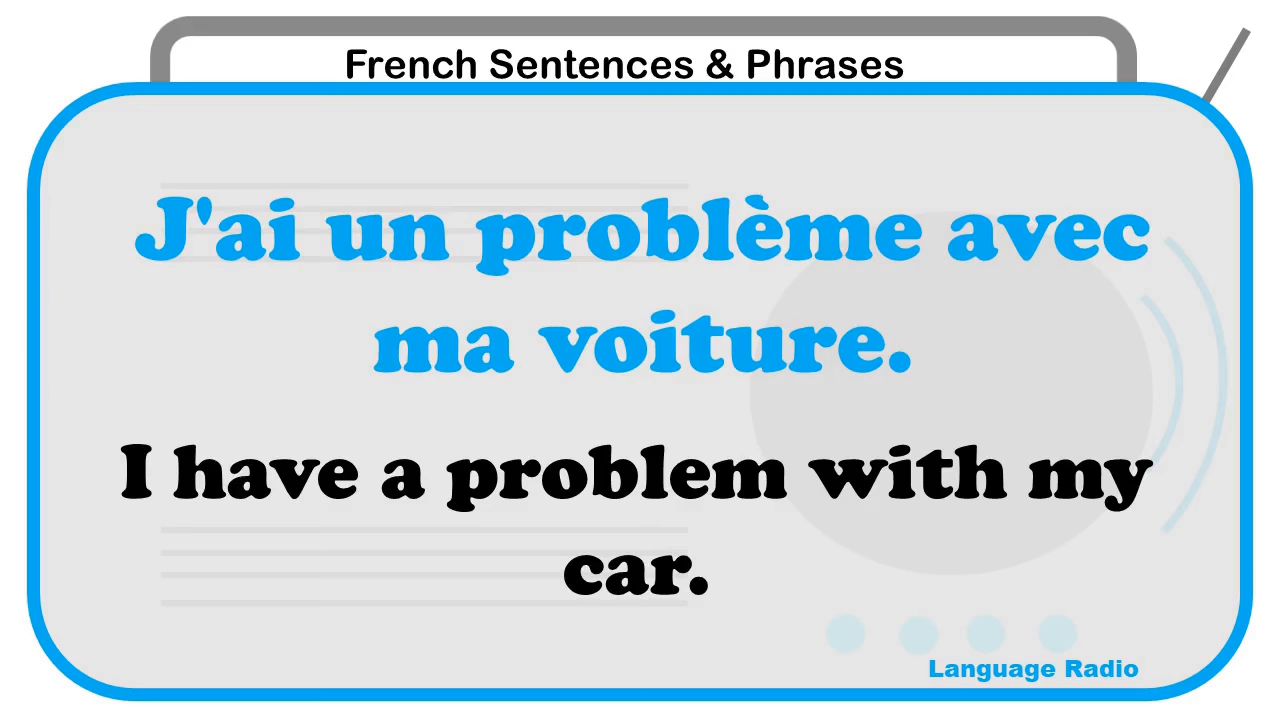 French Sentences & Phrases
J'ai un problème avec
ma voiture.
I have a problem with my
car.
Language Radio